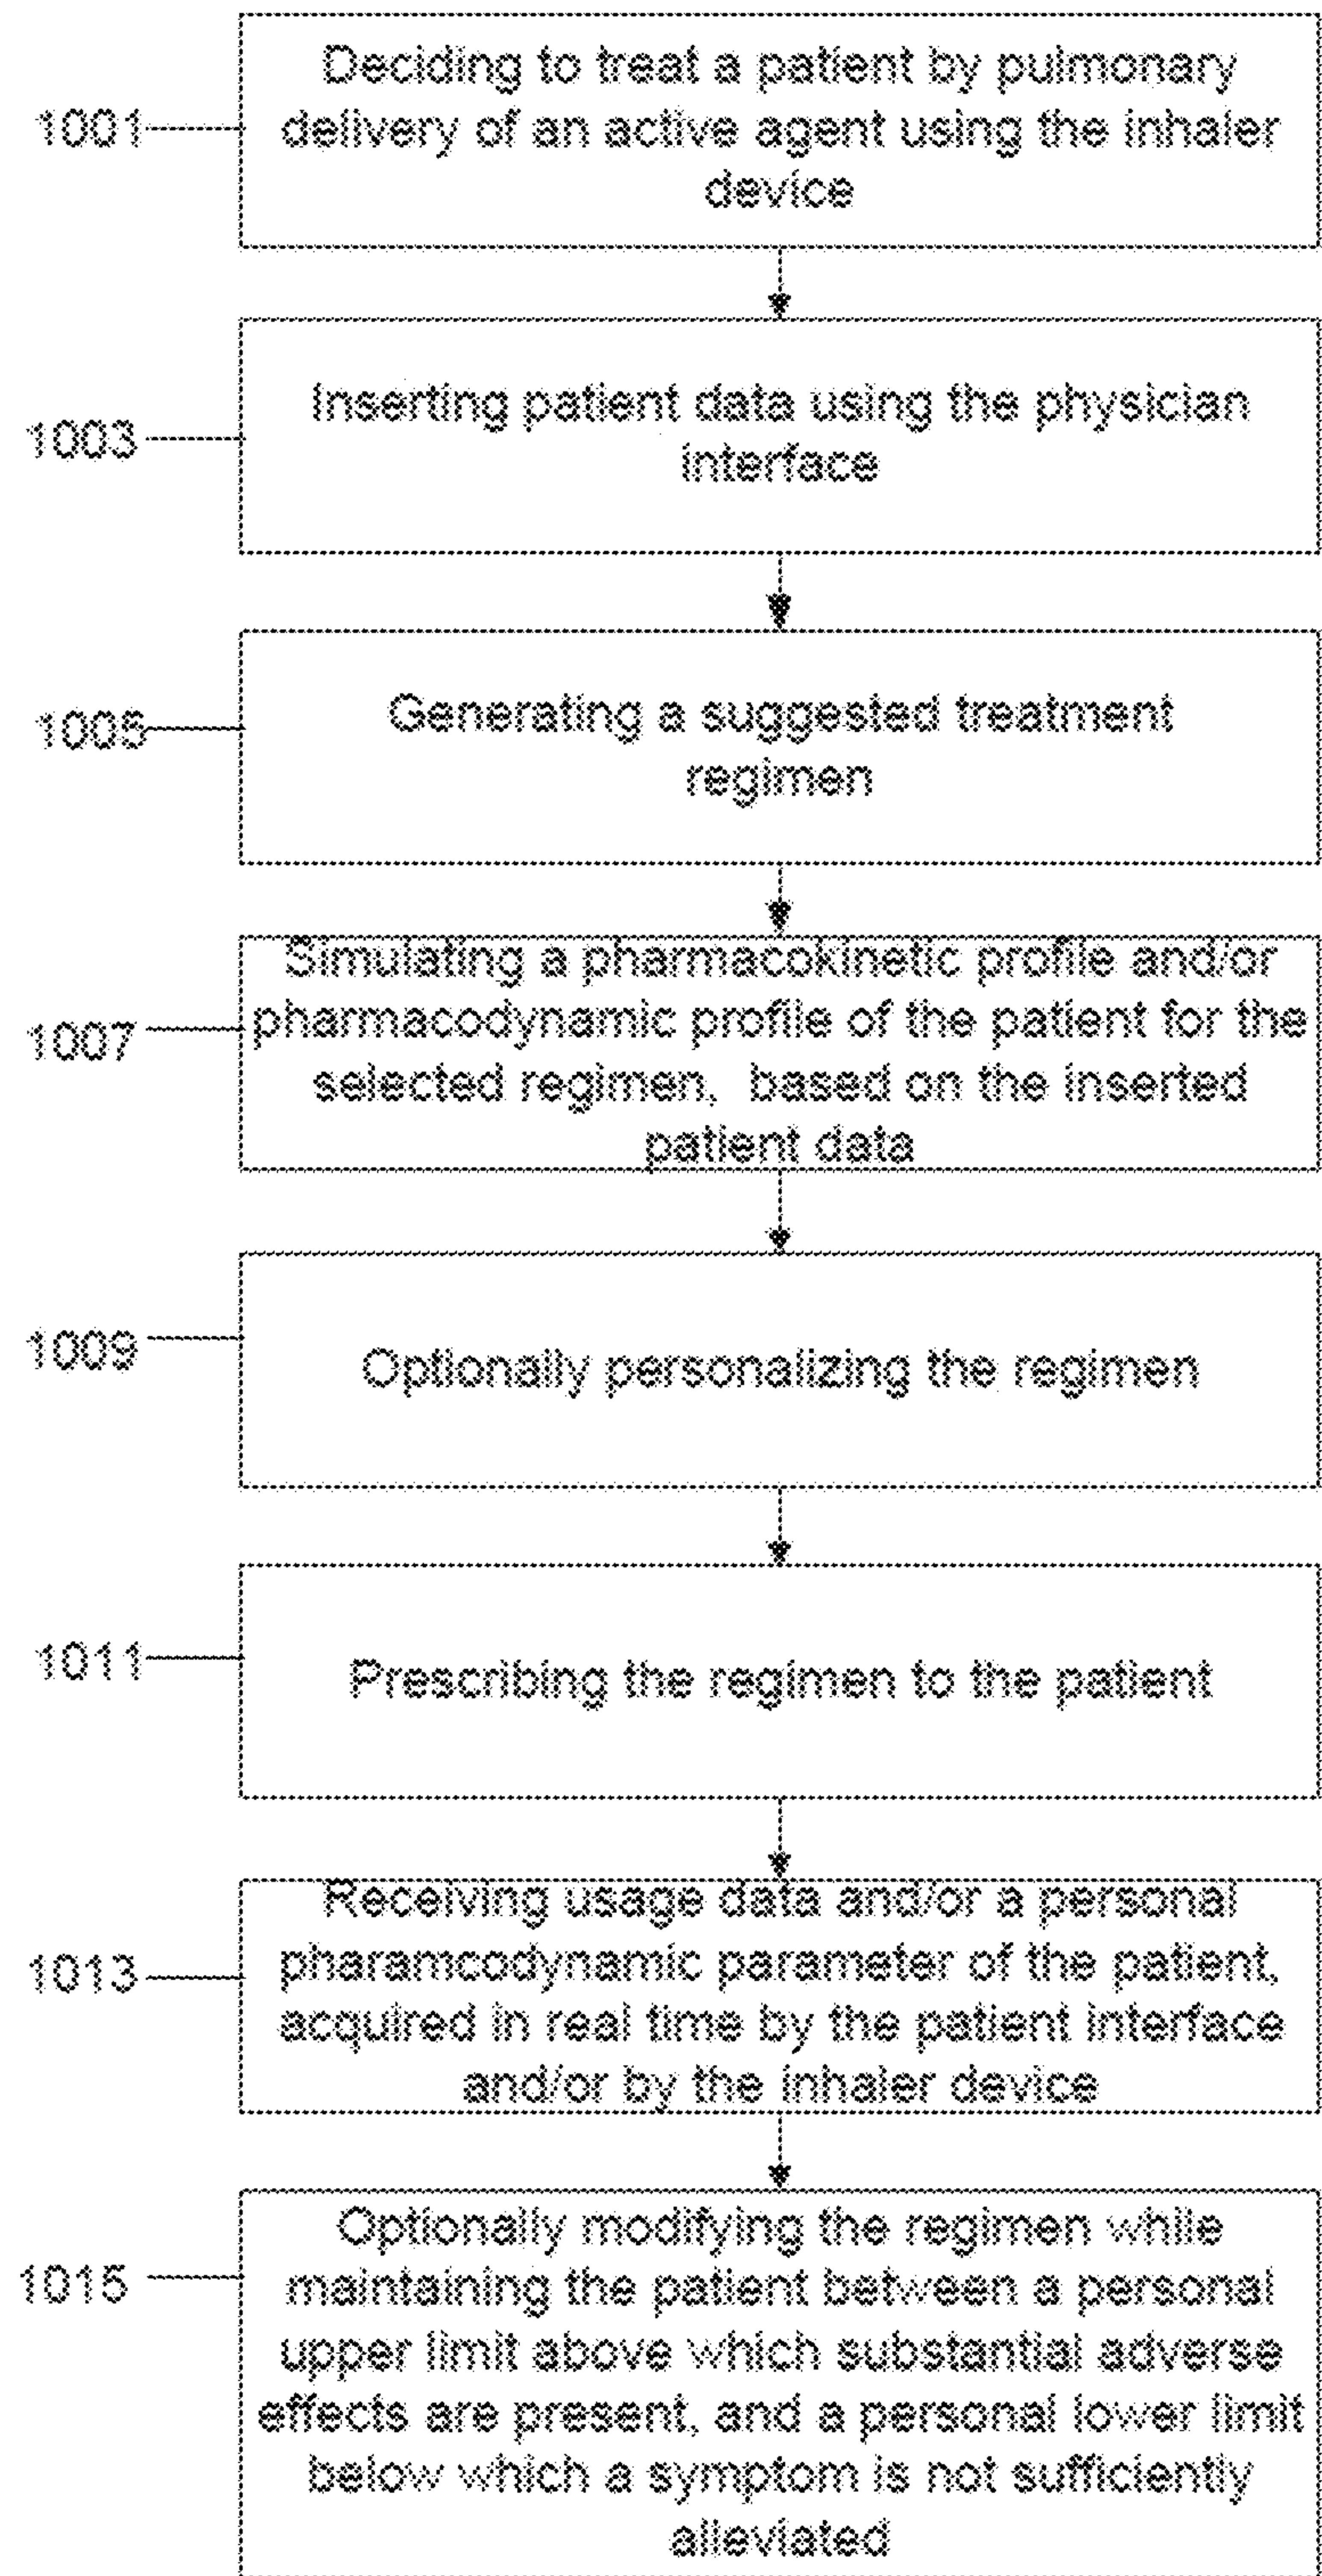 Deciding to treat a patient by pulmonary
1001
delivery of an active agent using the inhaler
device
Inserting patient data using the physician
1003
interface
1005
Generating a suggested treatment
regimen
Simulating a pharmacokinetic profile and/or
1007
pharmacodynamic profile of the patient for the
selected regimen, based on the inserted
patient data
1009
Optionally personalizing the regimen
1011
Prescribing the regimen to the patient
Receiving usage data and/or a personal
1013
pharamcodynamic parameter of the patient,
acquired in real time by the patient interface
and/or by the inhaler device
Optionally modifying the regimen while
1015
maintaining the patient between a personal
upper limit above which substantial adverse
effects are present, and a personal lower limit
below which a symptom is not sufficiently
alleviated